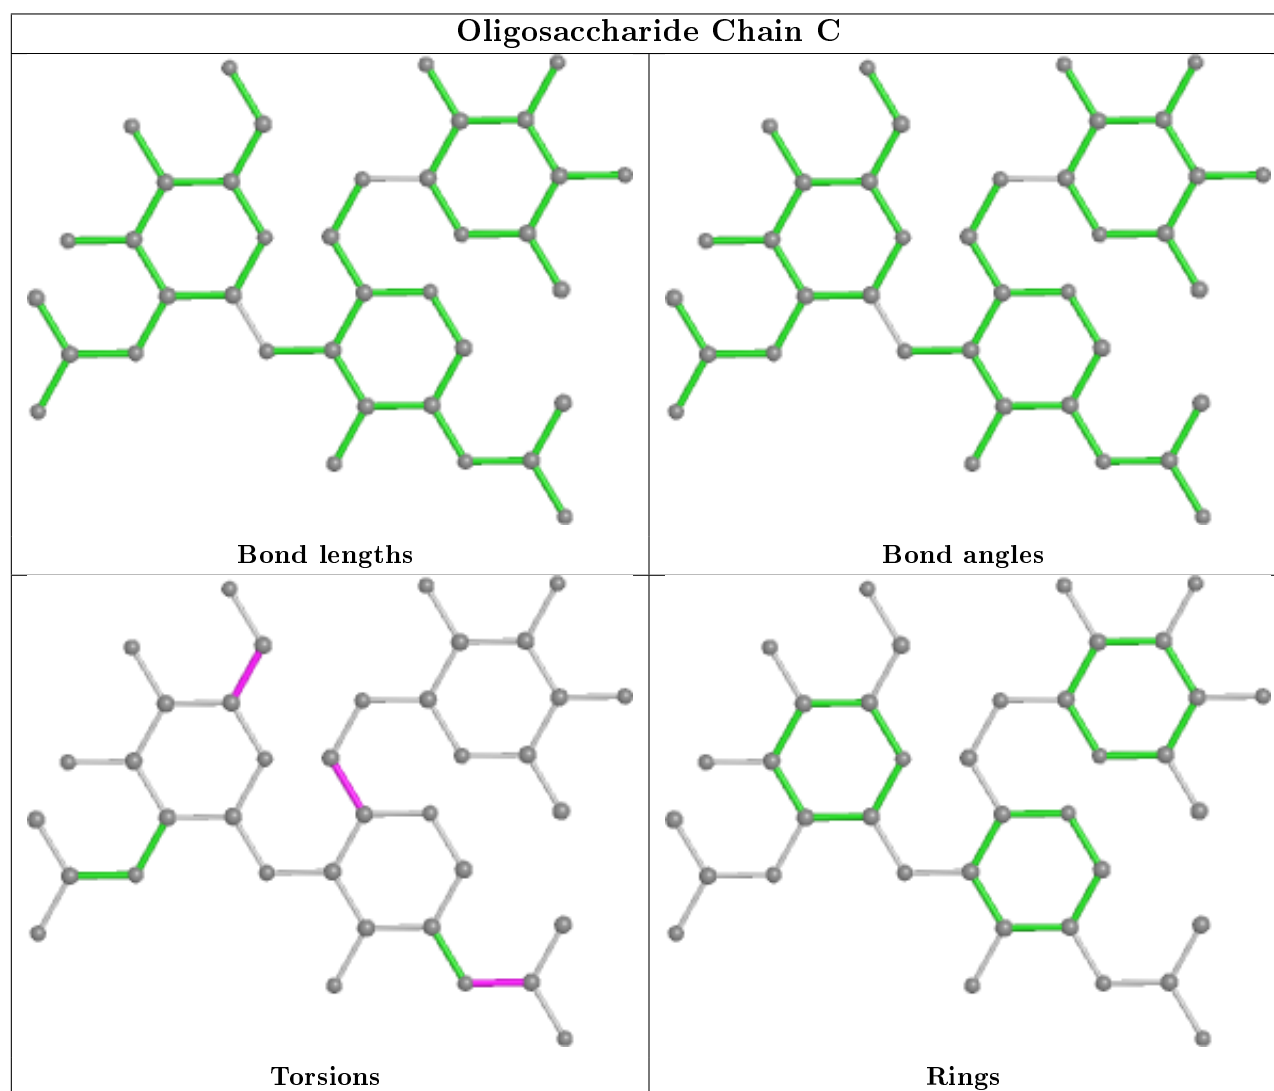 Oligosaccharide Chain C
Bond lengths
Bond angles
Torsions
Rings